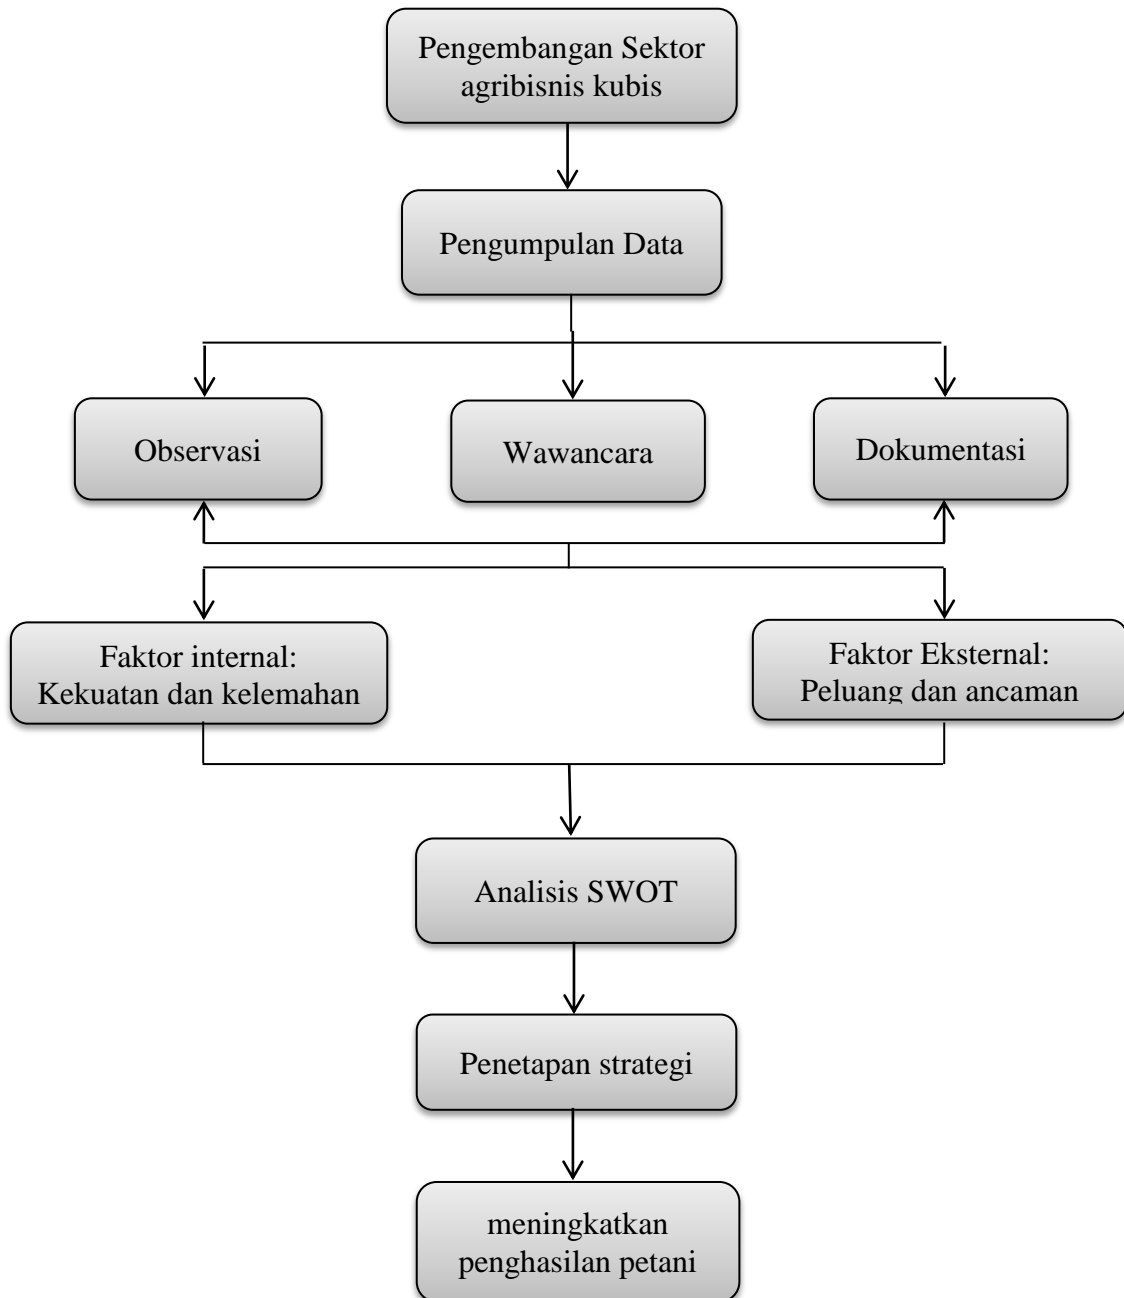 Pengembangan Sektor
agribisnis kubis
Pengumpulan Data
Observasi
Wawancara
Dokumentasi
Faktor internal:
Kekuatan dan kelemahan
Faktor Eksternal:
Peluang dan ancaman
Analisis SWOT
Penetapan strategi
meningkatkan
penghasilan petani